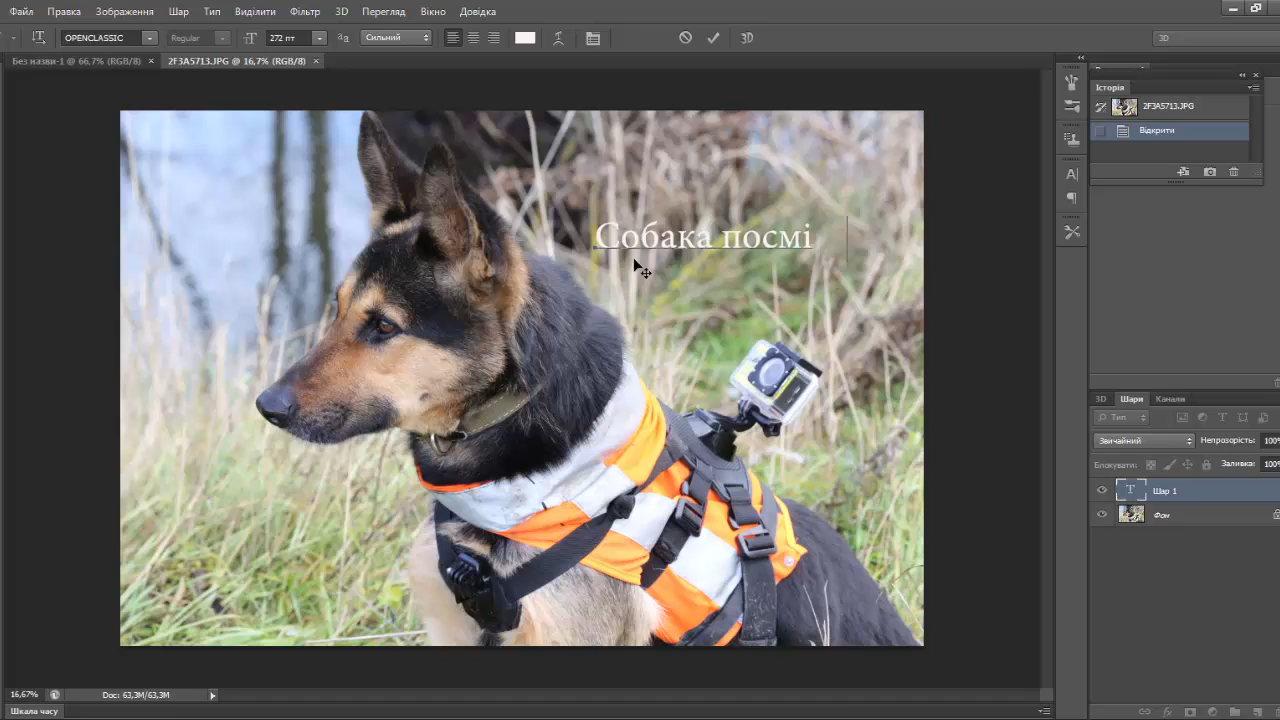 Файл Правка Зображення Шар Тип Виділити Фільтр 3D Перегляд Вікно Довідка
T OPENCLASSIC Regular T 272 пт aa Сильний 3D 3D
Без назви-1 @ 66,7% (RGB/8) × 2F3A5713.JPG @ 16,7% (RGB/8) ×
Історія
2F3A5713.JPG
Відкрити
Собака посмі
3D Шари Канали
Тип
Звичайний Непрозорість: 100%
Блокувати: Заливка: 100%
T Шар 1
Фон
16,67% Doc: 63,3M/63,3M
Шкала часу